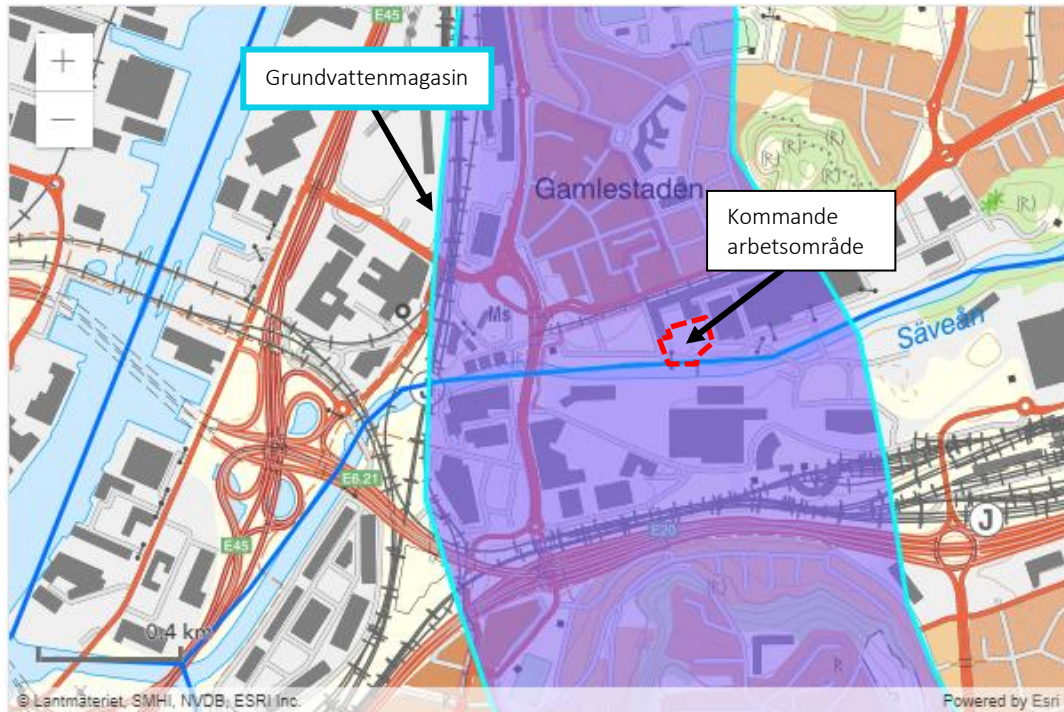 E45
+
−
Grundvattenmagasin
(R)
(R)
(R)
(R)
(R)
Gamlestaden
Kommande
arbetsområde
Ms
Säveån
J
E6.21
E20
J
E45
(R)
0,4 km
R
R
© Lantmäteriet, SMHI, NVDB, ESRI Inc.
Powered by Esri